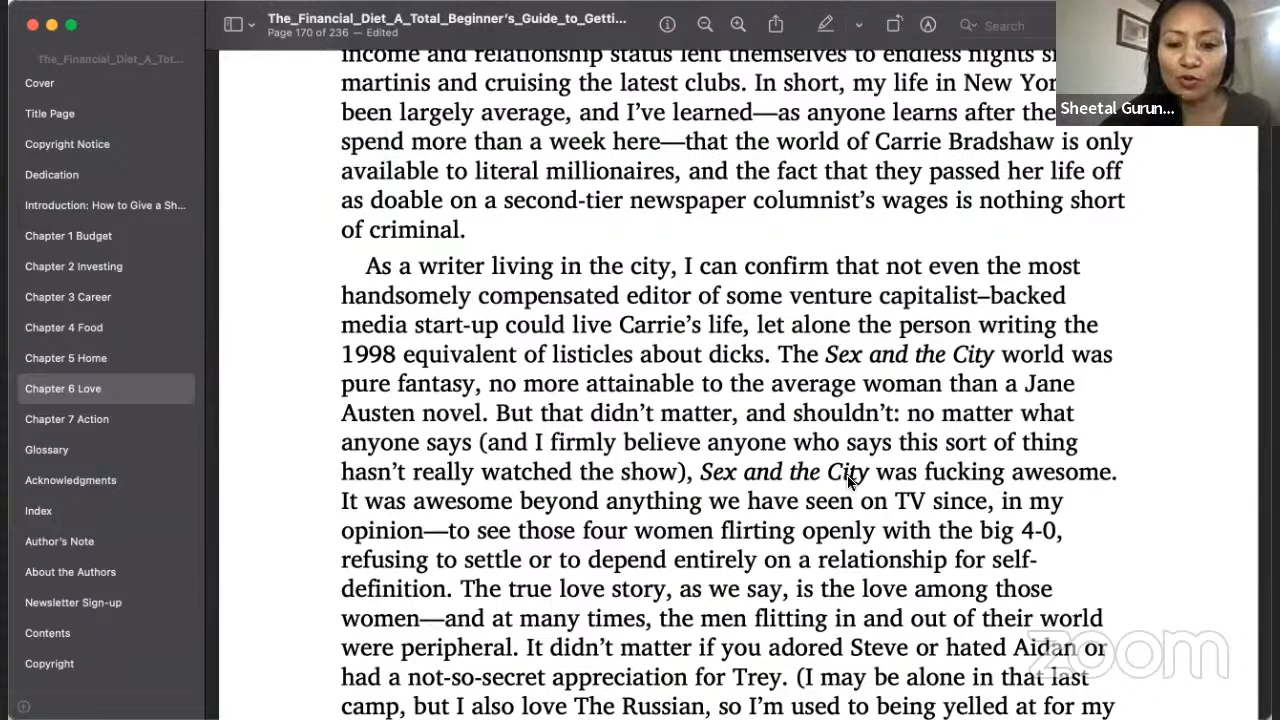 The_Financial_Diet_A_Total_Beginner's_Guide_to_Getti...
Page 170 of 236 — Edited
Search
The_Financial_Diet_A_Tot...
Cover
Title Page
Copyright Notice
Dedication
Introduction: How to Give a Sh...
Chapter 1 Budget
Chapter 2 Investing
Chapter 3 Career
Chapter 4 Food
Chapter 5 Home
Chapter 6 Love
Chapter 7 Action
Glossary
Acknowledgments
Index
Author's Note
About the Authors
Newsletter Sign-up
Contents
Copyright
income and relationship status lent themselves to endless nights
martinis and cruising the latest clubs. In short, my life in New
been largely average, and I've learned—as anyone learns after
spend more than a week here—that the world of Carrie Bradshaw is only
available to literal millionaires, and the fact that they passed her life off
as doable on a second-tier newspaper columnist's wages is nothing short
of criminal.
As a writer living in the city, I can confirm that not even the most
handsomely compensated editor of some venture capitalist–backed
media start-up could live Carrie's life, let alone the person writing the
1998 equivalent of listicles about dicks. The Sex and the City world was
pure fantasy, no more attainable to the average woman than a Jane
Austen novel. But that didn't matter, and shouldn't: no matter what
anyone says (and I firmly believe anyone who says this sort of thing
hasn't really watched the show), Sex and the City was fucking awesome.
It was awesome beyond anything we have seen on TV since, in my
opinion—to see those four women flirting openly with the big 4-0,
refusing to settle or to depend entirely on a relationship for self-
definition. The true love story, as we say, is the love among those
women—and at many times, the men flitting in and out of their world
were peripheral. It didn't matter if you adored Steve or hated Aidan or
had a not-so-secret appreciation for Trey. (I may be alone in that last
camp, but I also love The Russian, so I'm used to being yelled at for my
Sheetal Gurun...
zoom